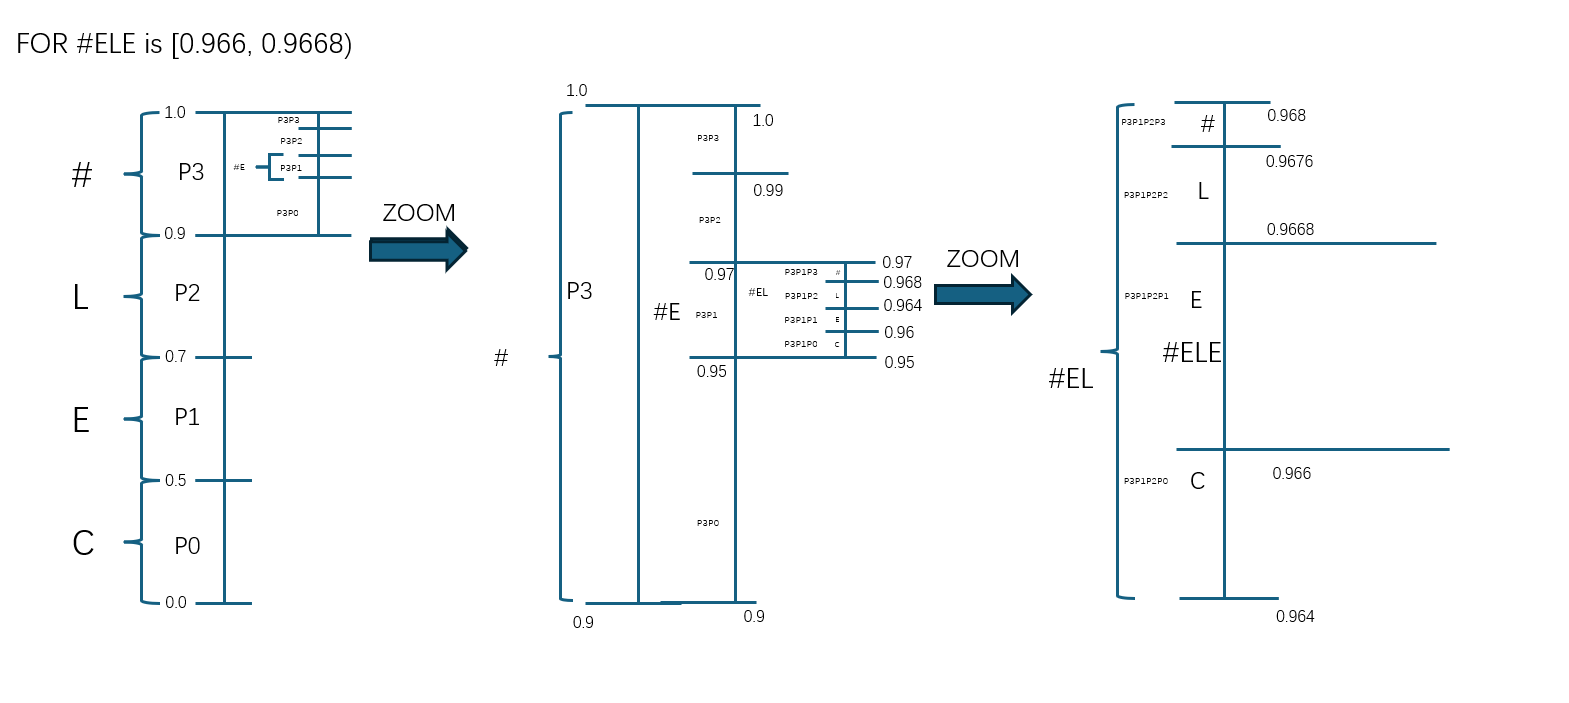 FOR #ELE is [0.966, 0.9668)
#
L
E
C
1.0
0.9
0.7
0.5
0.0
P3
P2
P1
P0
P3P3
P3P2
#E
P3P1
P3P0
ZOOM
1.0
#
P3
0.9
1.0
P3P3
0.99
P3P2
0.97
#E
P3P1
0.95
P3P0
0.9
#EL
P3P1P3 #
P3P1P2 L
P3P1P1 E
P3P1P0 C
0.97
0.968
0.964
0.96
0.95
ZOOM
#EL
P3P1P2P3 #
0.968
0.9676
P3P1P2P2 L
0.9668
P3P1P2P1 E
#ELE
0.966
P3P1P2P0 C
0.964